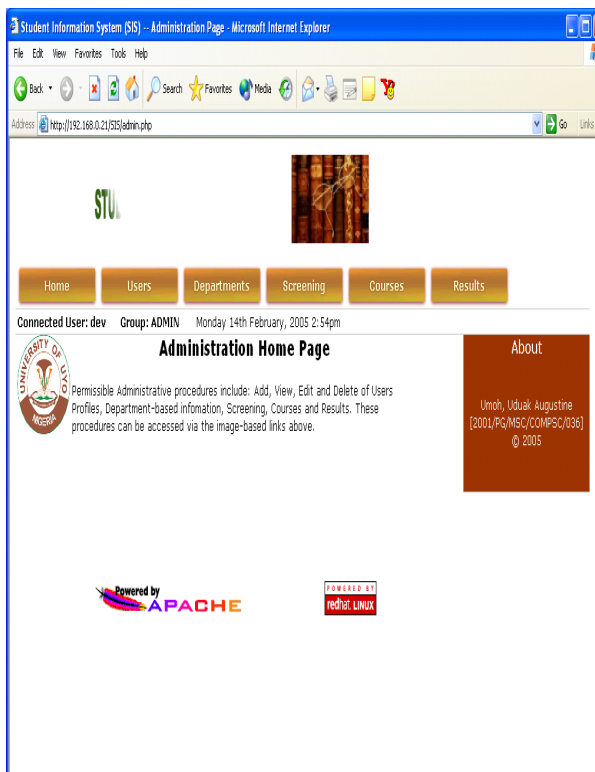 Student Information System (SIS) -- Administration Page - Microsoft Internet Explorer
File Edit View Favorites Tools Help
Back Search Favorites Media
Address http://192.168.0.21/SIS/admin.php Go Links
STU
Home Users Departments Screening Courses Results
Connected User: dev Group: ADMIN Monday 14th February, 2005 2:54pm
UNIVERSITY OF UYO
NIGERIA
Administration Home Page
Permissible Administrative procedures include: Add, View, Edit and Delete of Users
Profiles, Department-based infomation, Screening, Courses and Results. These
procedures can be accessed via the image-based links above.
About
Umoh, Uduak Augustine
[2001/PG/MSC/COMPSC/036]
© 2005
Powered by
APACHE
POWERED BY
redhat LINUX